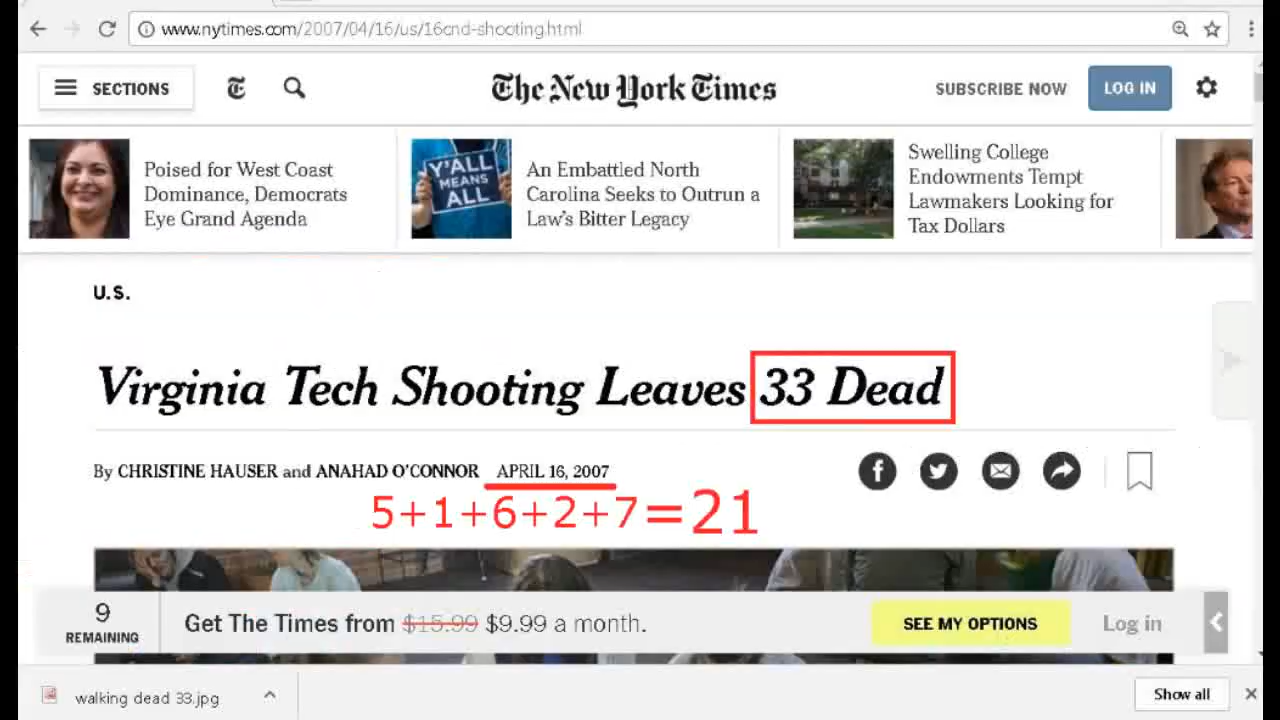 www.nytimes.com/2007/04/16/us/16cnd-shooting.html
SECTIONS
The New York Times
SUBSCRIBE NOW
LOG IN
Poised for West Coast
Dominance, Democrats
Eye Grand Agenda
Y'ALL
MEANS
ALL
An Embattled North
Carolina Seeks to Outrun a
Law's Bitter Legacy
Swelling College
Endowments Tempt
Lawmakers Looking for
Tax Dollars
U.S.
Virginia Tech Shooting Leaves 33 Dead
By CHRISTINE HAUSER and ANAHAD O'CONNOR APRIL 16, 2007
5+1+6+2+7=21
9
REMAINING
Get The Times from $15.99 $9.99 a month.
SEE MY OPTIONS
Log in
walking dead 33.jpg
Show all